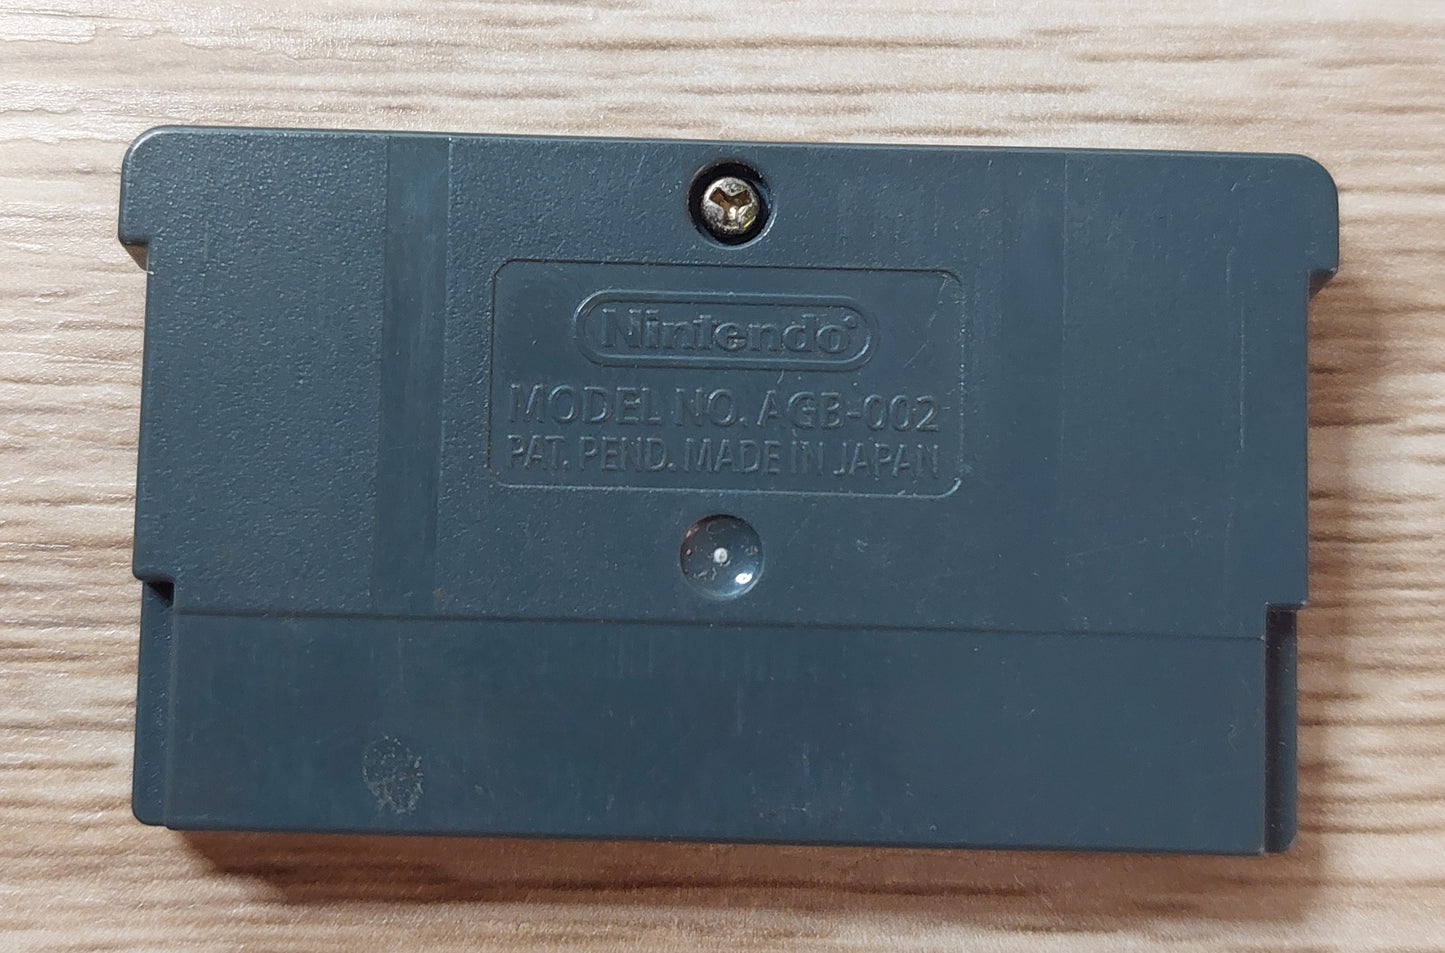 Nintendo
MODEL NO. AGB-002
PAT. PEND. MADE IN JAPAN